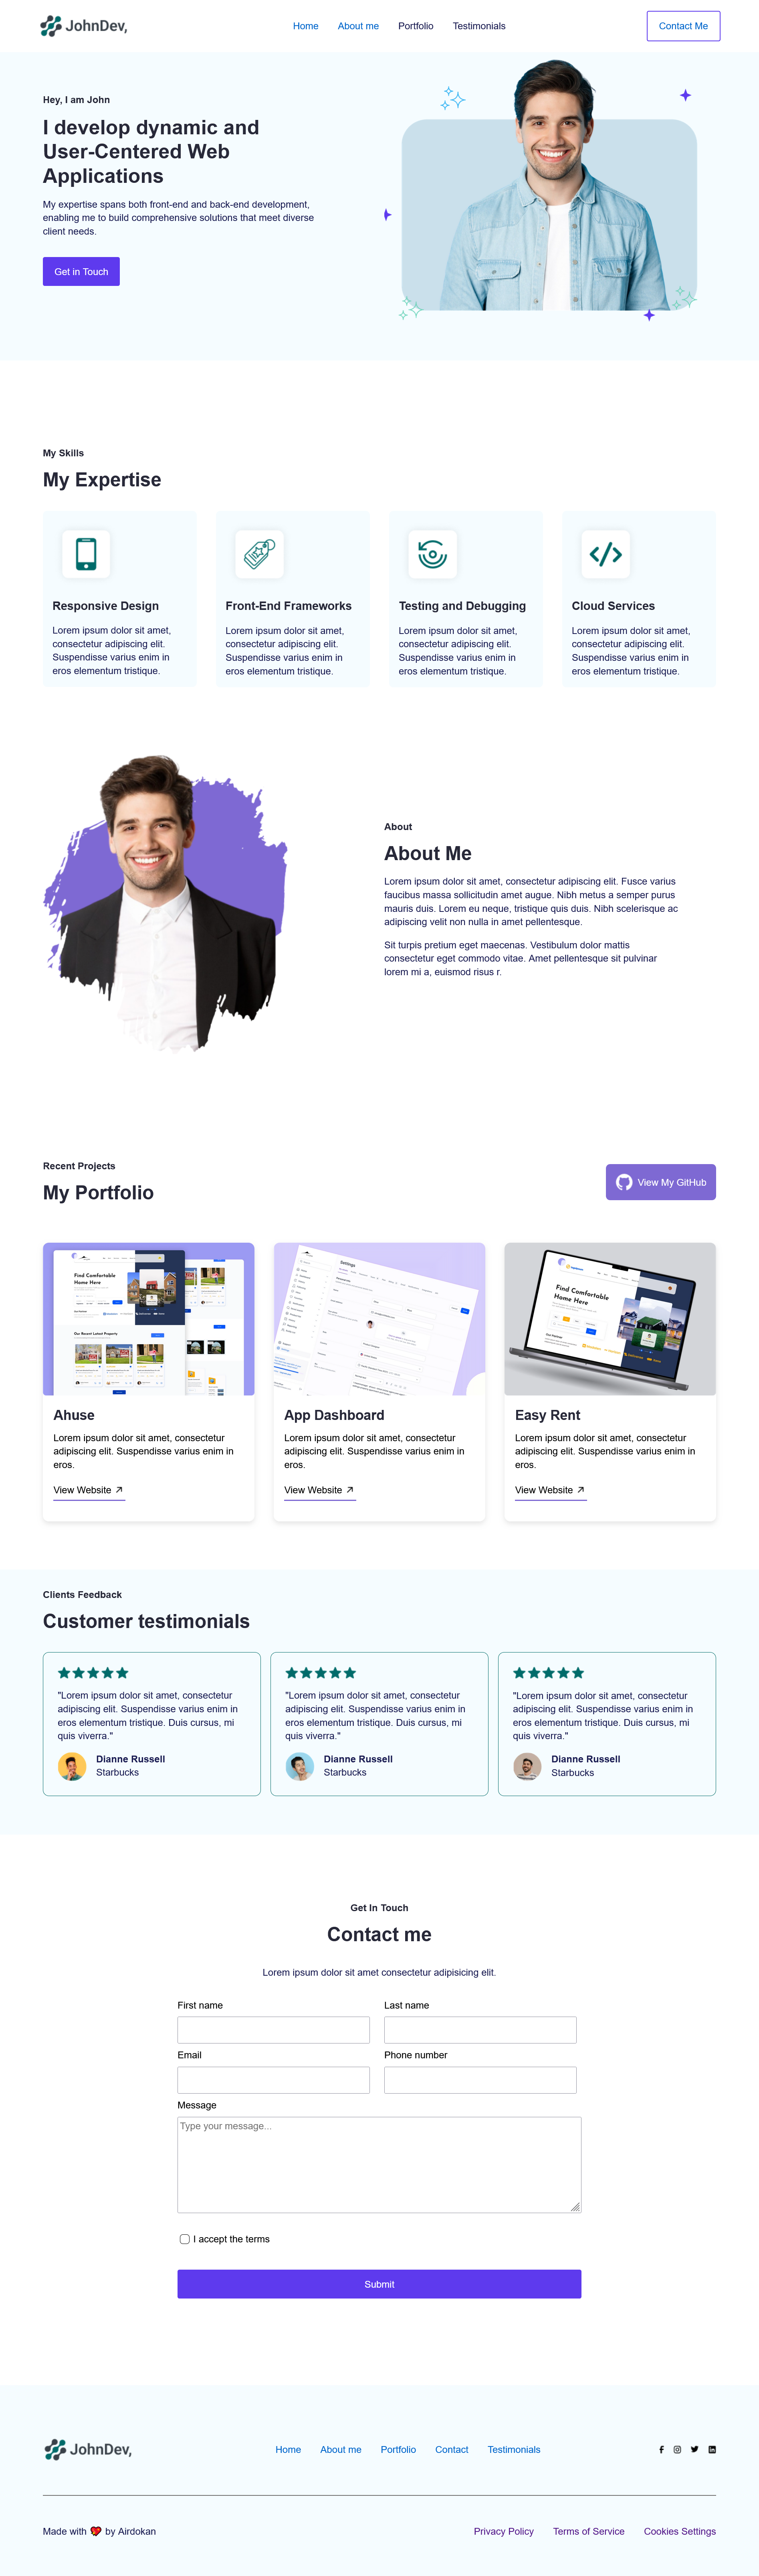 JohnDev,
Home About me Portfolio Testimonials
Contact Me
Hey, I am John
I develop dynamic and
User-Centered Web
Applications
My expertise spans both front-end and back-end development,
enabling me to build comprehensive solutions that meet diverse
client needs.
Get in Touch
My Skills
My Expertise
Responsive Design
Lorem ipsum dolor sit amet,
consectetur adipiscing elit.
Suspendisse varius enim in
eros elementum tristique.
Front-End Frameworks
Lorem ipsum dolor sit amet,
consectetur adipiscing elit.
Suspendisse varius enim in
eros elementum tristique.
Testing and Debugging
Lorem ipsum dolor sit amet,
consectetur adipiscing elit.
Suspendisse varius enim in
eros elementum tristique.
Cloud Services
Lorem ipsum dolor sit amet,
consectetur adipiscing elit.
Suspendisse varius enim in
eros elementum tristique.
About
About Me
Lorem ipsum dolor sit amet, consectetur adipiscing elit. Fusce varius
faucibus massa sollicitudin amet augue. Nibh metus a semper purus
mauris duis. Lorem eu neque, tristique quis duis. Nibh scelerisque ac
adipiscing velit non nulla in amet pellentesque.
Sit turpis pretium eget maecenas. Vestibulum dolor mattis
consectetur eget commodo vitae. Amet pellentesque sit pulvinar
lorem mi a, euismod risus r.
Recent Projects
My Portfolio
View My GitHub
Find Comfortable
Home Here
Our Recent Latest Property
Settings
Find Comfortable
Home Here
Ahuse
Lorem ipsum dolor sit amet, consectetur
adipiscing elit. Suspendisse varius enim in
eros.
View Website
App Dashboard
Lorem ipsum dolor sit amet, consectetur
adipiscing elit. Suspendisse varius enim in
eros.
View Website
Easy Rent
Lorem ipsum dolor sit amet, consectetur
adipiscing elit. Suspendisse varius enim in
eros.
View Website
Clients Feedback
Customer testimonials
"Lorem ipsum dolor sit amet, consectetur
adipiscing elit. Suspendisse varius enim in
eros elementum tristique. Duis cursus, mi
quis viverra."
Dianne Russell
Starbucks
"Lorem ipsum dolor sit amet, consectetur
adipiscing elit. Suspendisse varius enim in
eros elementum tristique. Duis cursus, mi
quis viverra."
Dianne Russell
Starbucks
"Lorem ipsum dolor sit amet, consectetur
adipiscing elit. Suspendisse varius enim in
eros elementum tristique. Duis cursus, mi
quis viverra."
Dianne Russell
Starbucks
Get In Touch
Contact me
Lorem ipsum dolor sit amet consectetur adipisicing elit.
First name Last name
Email Phone number
Message
Type your message...
I accept the terms
Submit
JohnDev,
Home About me Portfolio Contact Testimonials
Made with ❤ by Airdokan
Privacy Policy Terms of Service Cookies Settings